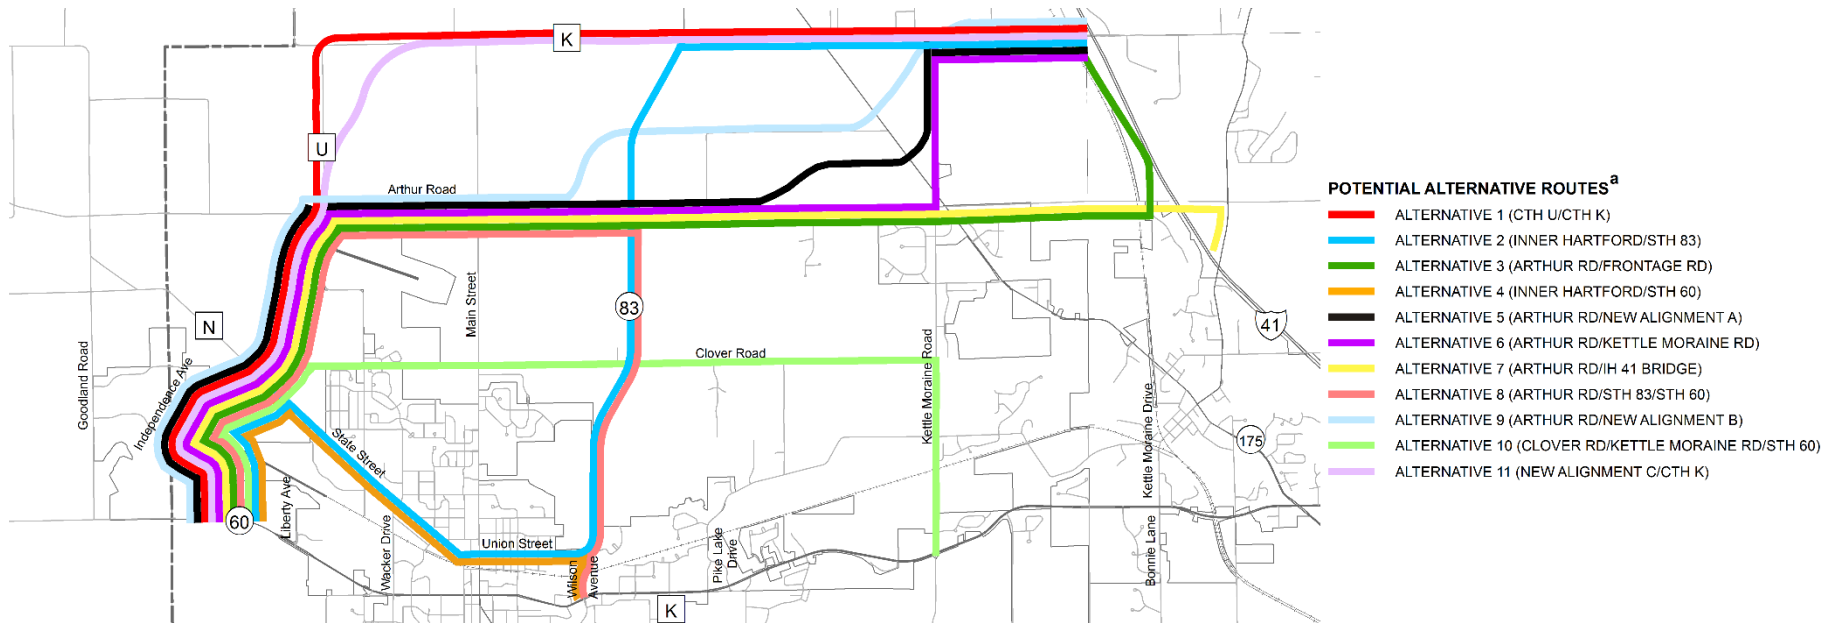 K
U
Arthur Road
Main Street
83
N
41
Goodland Road
Independence Ave
Clover Road
Kettle Moraine Road
Kettle Moraine Drive
State Street
175
60
Liberty Ave
Wacker Drive
Union Street
Wilson
Avenue
Pike Lake
Drive
Bonnie Lane
K
POTENTIAL ALTERNATIVE ROUTESa
ALTERNATIVE 1 (CTH U/CTH K)
ALTERNATIVE 2 (INNER HARTFORD/STH 83)
ALTERNATIVE 3 (ARTHUR RD/FRONTAGE RD)
ALTERNATIVE 4 (INNER HARTFORD/STH 60)
ALTERNATIVE 5 (ARTHUR RD/NEW ALIGNMENT A)
ALTERNATIVE 6 (ARTHUR RD/KETTLE MORAINE RD)
ALTERNATIVE 7 (ARTHUR RD/IH 41 BRIDGE)
ALTERNATIVE 8 (ARTHUR RD/STH 83/STH 60)
ALTERNATIVE 9 (ARTHUR RD/NEW ALIGNMENT B)
ALTERNATIVE 10 (CLOVER RD/KETTLE MORAINE RD/STH 60)
ALTERNATIVE 11 (NEW ALIGNMENT C/CTH K)